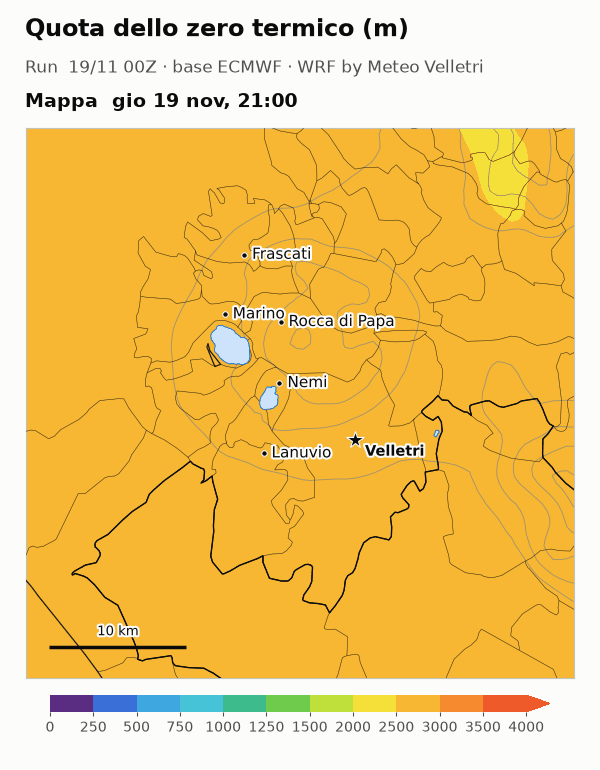 Quota dello zero termico (m)
Run 19/11 00Z · base ECMWF · WRF by Meteo Velletri
Mappa gio 19 nov, 21:00
Frascati
Marino
Rocca di Papa
Nemi
Velletri
Lanuvio
10 km
0 250 500 750 1000 1250 1500 2000 2500 3000 3500 4000